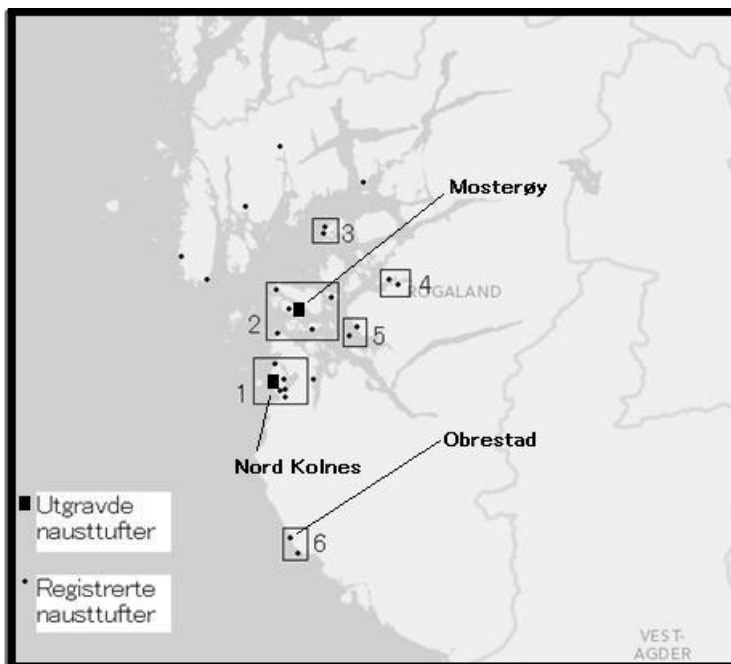 Mosterøy
3
4
ROGALAND
2
5
1
Obrestad
Nord Kolnes
Utgravde
nausttufter
6
Registrerte
nausttufter
VEST-
AGDER